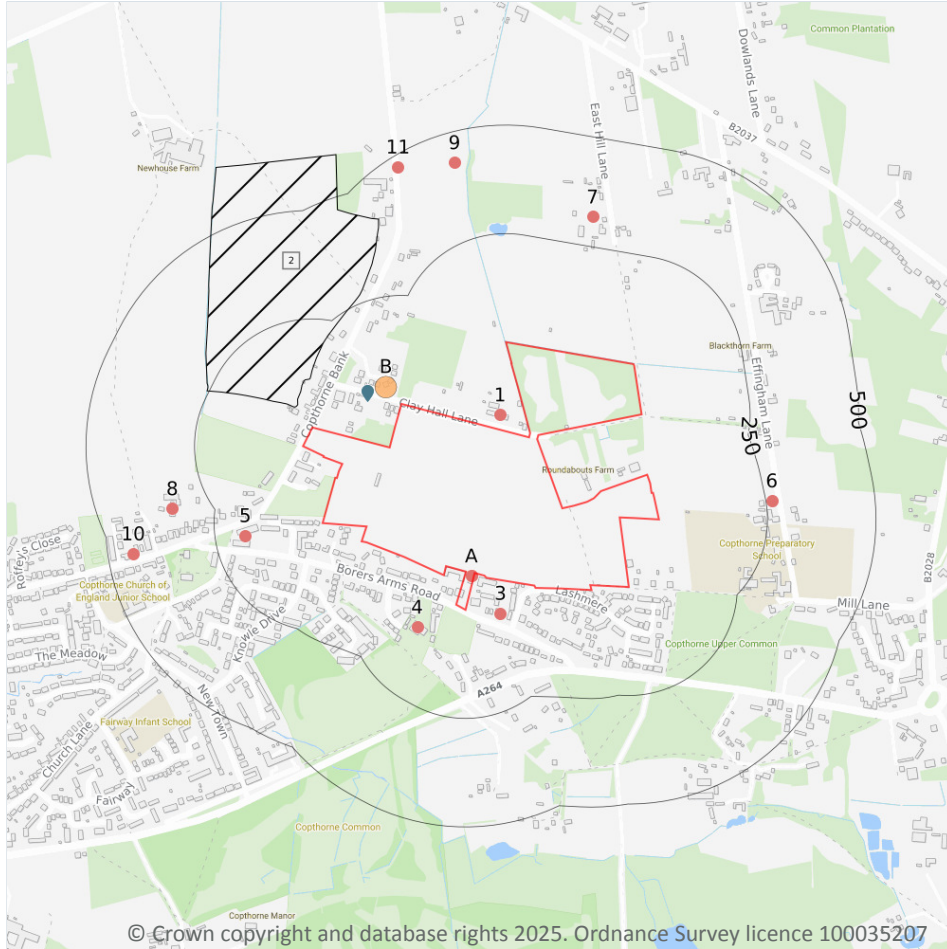 Common Plantation
Dowlands Lane
B2037
East Hill Lane
11
9
Newhouse Farm
7
2
Blackthorn Farm
Effingham Lane
500
Copthorne Bank
B
1
Clay Hall Lane
250
Roundabouts Farm
8
6
5
10
Roffey's Close
Copthorne Preparatory
School
A
B2028
Copthorne Church of
England Junior School
Borers Arms Road
Lashmere
Mill Lane
4
3
Knowle Drive
The Meadow
Copthorne Upper Common
A264
New Town
Fairway Infant School
Church Lane
Fairway
Copthorne Common
Copthorne Manor
© Crown copyright and database rights 2025. Ordnance Survey licence 100035207